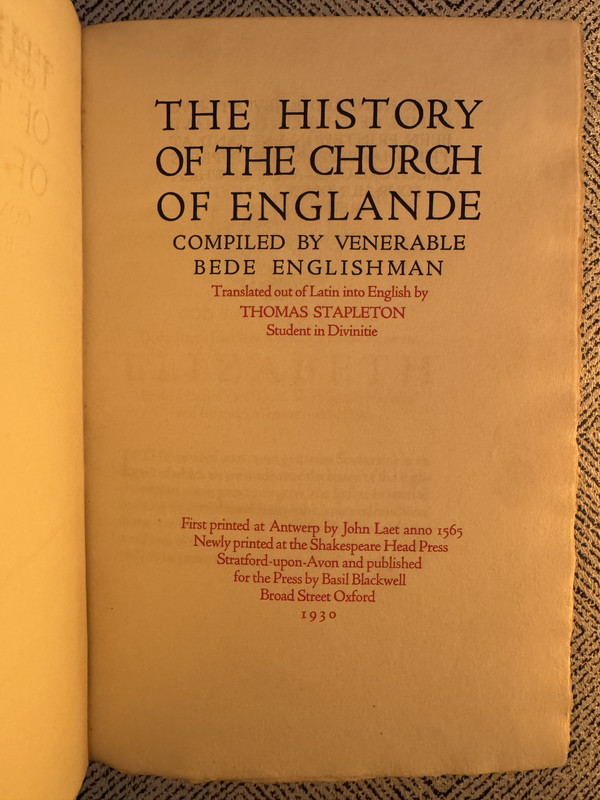 THE HISTORY
OF THE CHURCH
OF ENGLANDE
COMPILED BY VENERABLE
BEDE ENGLISHMAN
Translated out of Latin into English by
THOMAS STAPLETON
Student in Divinitie
First printed at Antwerp by John Laet anno 1565
Newly printed at the Shakespeare Head Press
Stratford-upon-Avon and published
for the Press by Basil Blackwell
Broad Street Oxford
1930